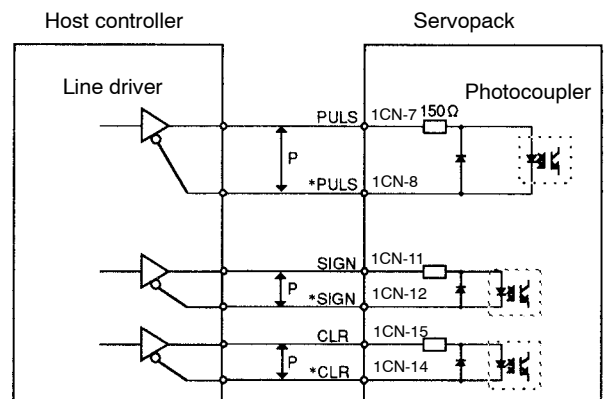 Host controller
Servopack
Line driver
Photocoupler
PULS 1CN-7 150Ω
P
*PULS 1CN-8
SIGN 1CN-11
P
*SIGN 1CN-12
CLR 1CN-15
P
*CLR 1CN-14